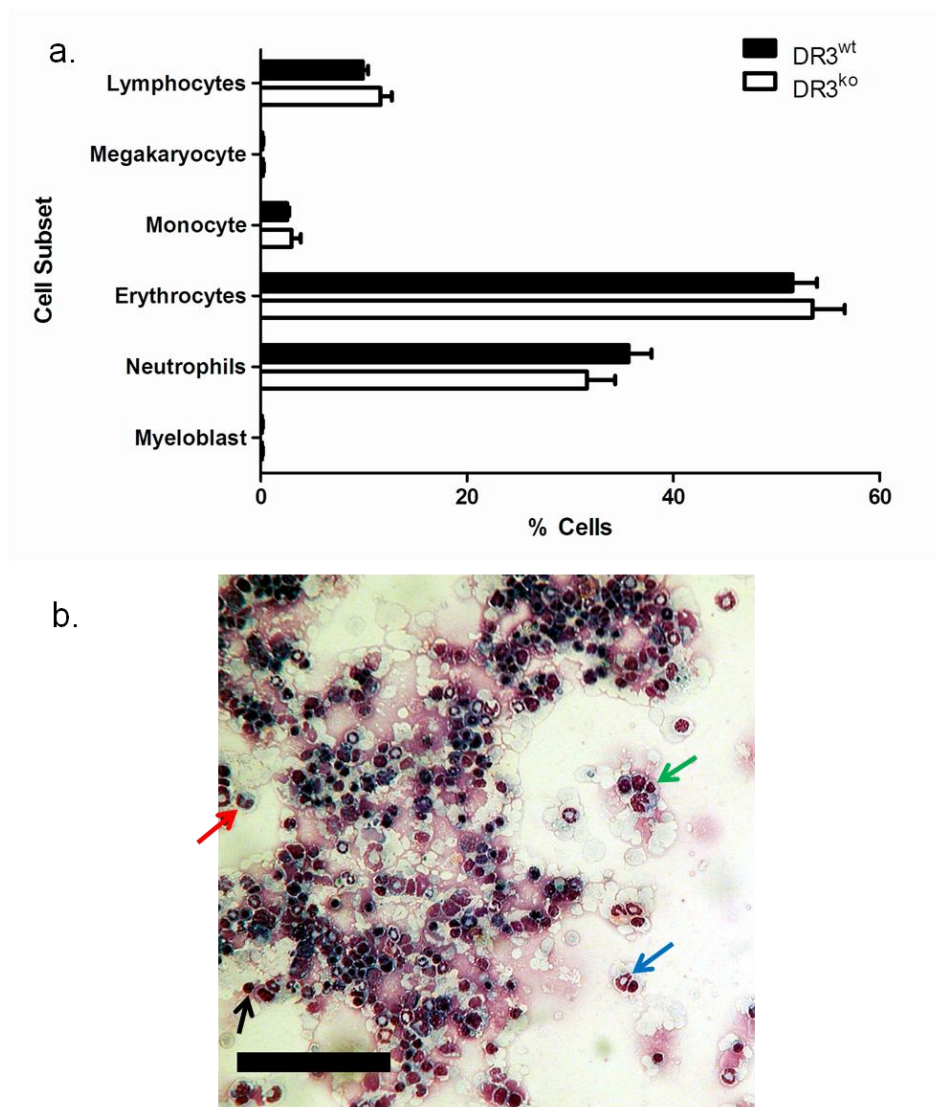 a.
DR3wt
DR3ko
Lymphocytes
Megakaryocyte
Monocyte
Erythrocytes
Neutrophils
Myeloblast
Cell Subset
0 20 40 60
% Cells
b.